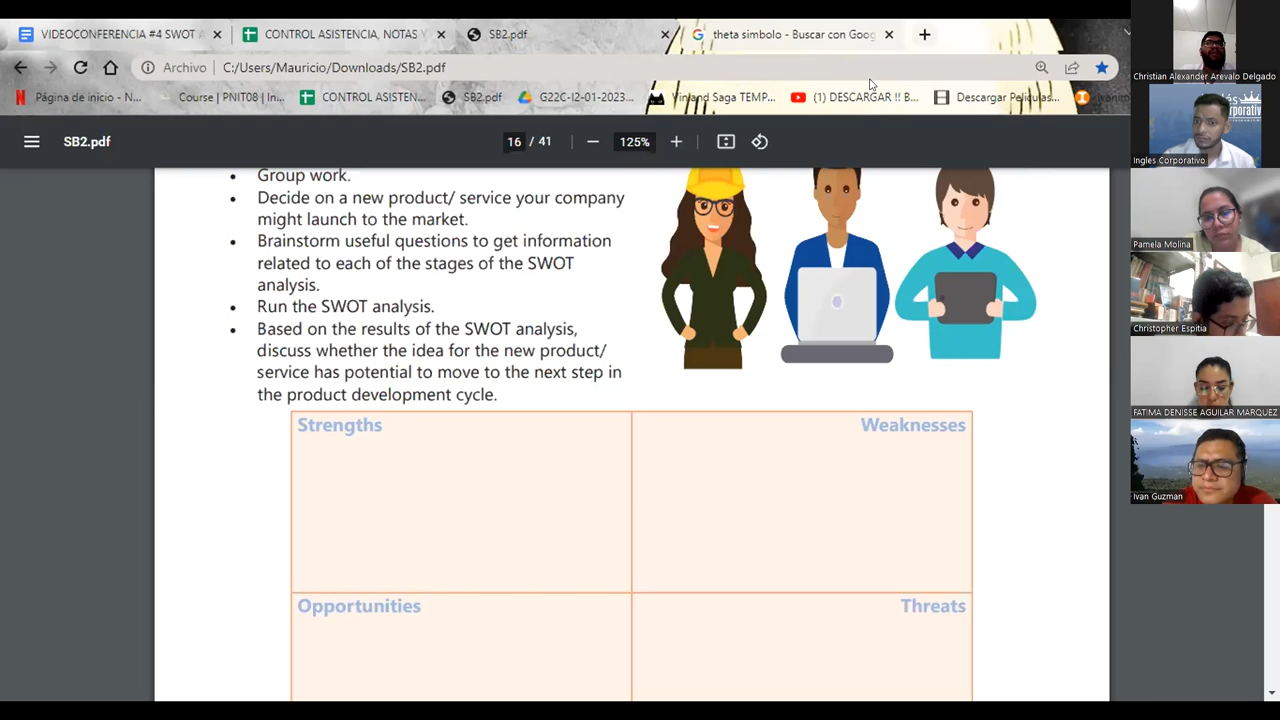 VIDEOCONFERENCIA #4 SWOT A
CONTROL ASISTENCIA, NOTAS Y
SB2.pdf
theta simbolo - Buscar con Goog
Archivo
C:/Users/Mauricio/Downloads/SB2.pdf
Página de inicio - N...
Course | PNIT08 | In...
CONTROL ASISTEN...
SB2.pdf
G22C-I2-01-2023...
Vinland Saga TEMP...
(1) DESCARGAR !! B...
Descargar Peliculas...
SB2.pdf
16 / 41
125%
• Group work.
• Decide on a new product/ service your company
might launch to the market.
• Brainstorm useful questions to get information
related to each of the stages of the SWOT
analysis.
• Run the SWOT analysis.
• Based on the results of the SWOT analysis,
discuss whether the idea for the new product/
service has potential to move to the next step in
the product development cycle.
Strengths
Weaknesses
Opportunities
Threats
Christian Alexander Arevalo Delgado
Ingles Corporativo
Pamela Molina
Christopher Espitia
FATIMA DENISSE AGUILAR MARQUEZ
Ivan Guzman